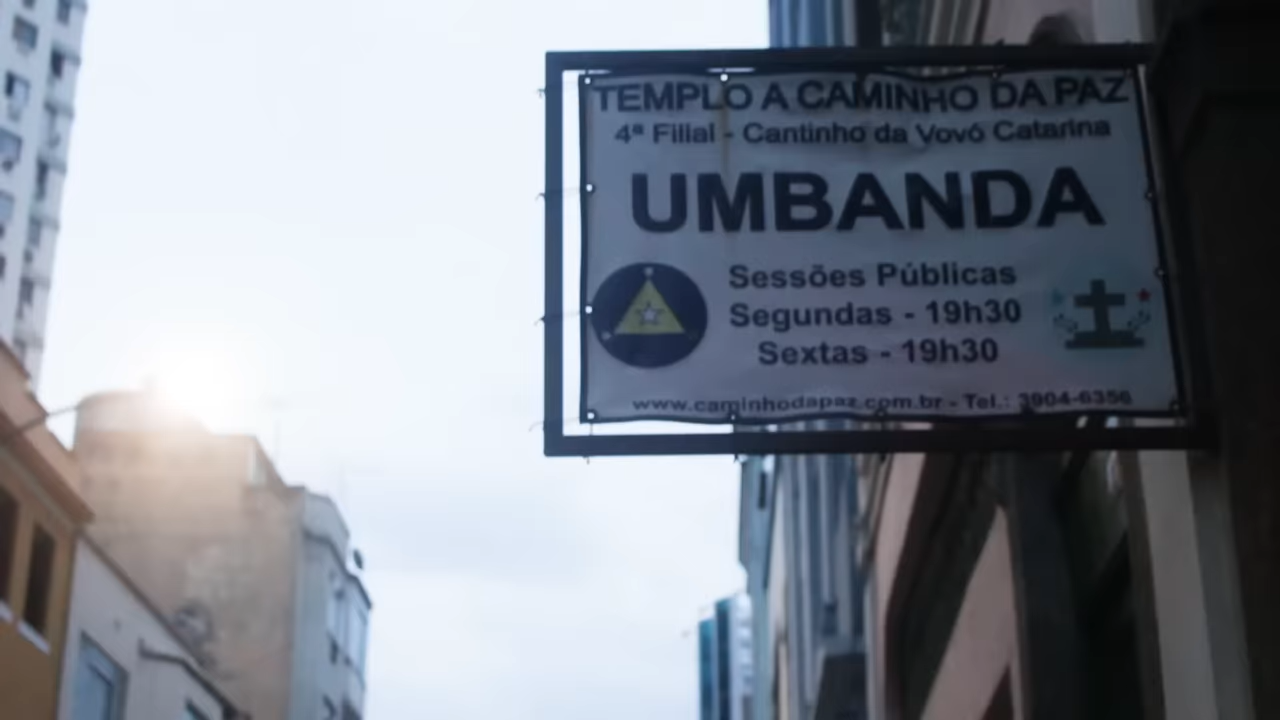 TEMPLO A CAMINHO DA PAZ
4ª Filial - Cantinho da Vovó Catarina
UMBANDA
Sessões Públicas
Segundas - 19h30
Sextas - 19h30
www.caminhodapaz.com.br - Tel.: 3904-6356